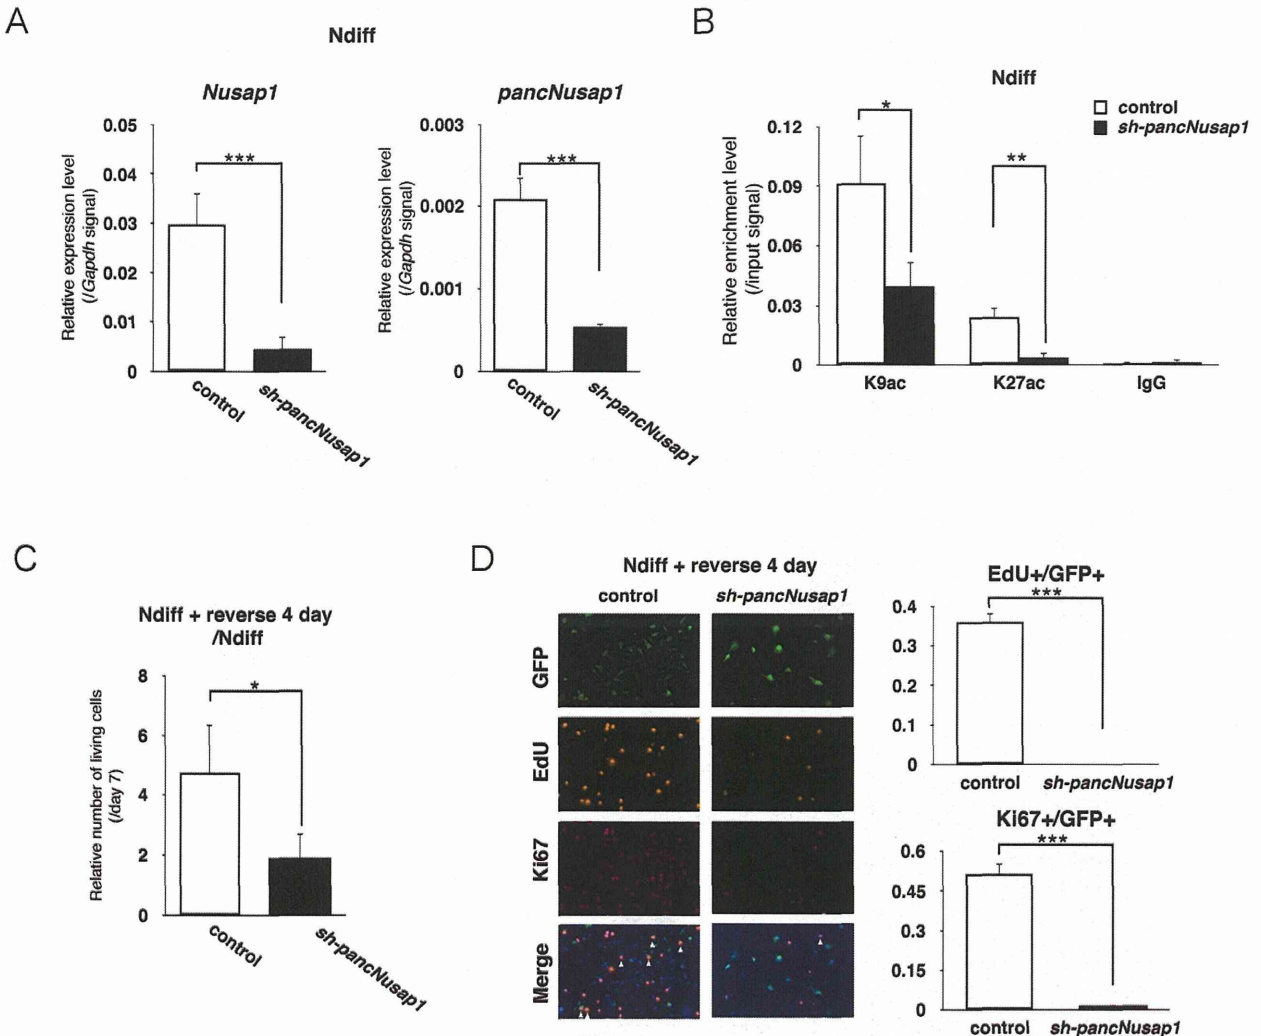 A
Ndiff
Nusap1
Relative expression level
(/Gapdh signal)
0.05
0.04
0.03
0.02
0.01
0
***
control
sh-pancNusap1
pancNusap1
Relative expression level
(/Gapdh signal)
0.003
0.002
0.001
0
***
control
sh-pancNusap1
B
Ndiff
control
sh-pancNusap1
Relative enrichment level
(/input signal)
0.12
0.09
0.06
0.03
0
*
**
K9ac
K27ac
IgG
C
Ndiff + reverse 4 day
/Ndiff
Relative number of living cells
(/day 7)
8
6
4
2
0
*
control
sh-pancNusap1
D
Ndiff + reverse 4 day
control
sh-pancNusap1
GFP
EdU
Ki67
Merge
EdU+/GFP+
***
0.4
0.3
0.2
0.1
0
control
sh-pancNusap1
Ki67+/GFP+
***
0.6
0.45
0.3
0.15
0
control
sh-pancNusap1